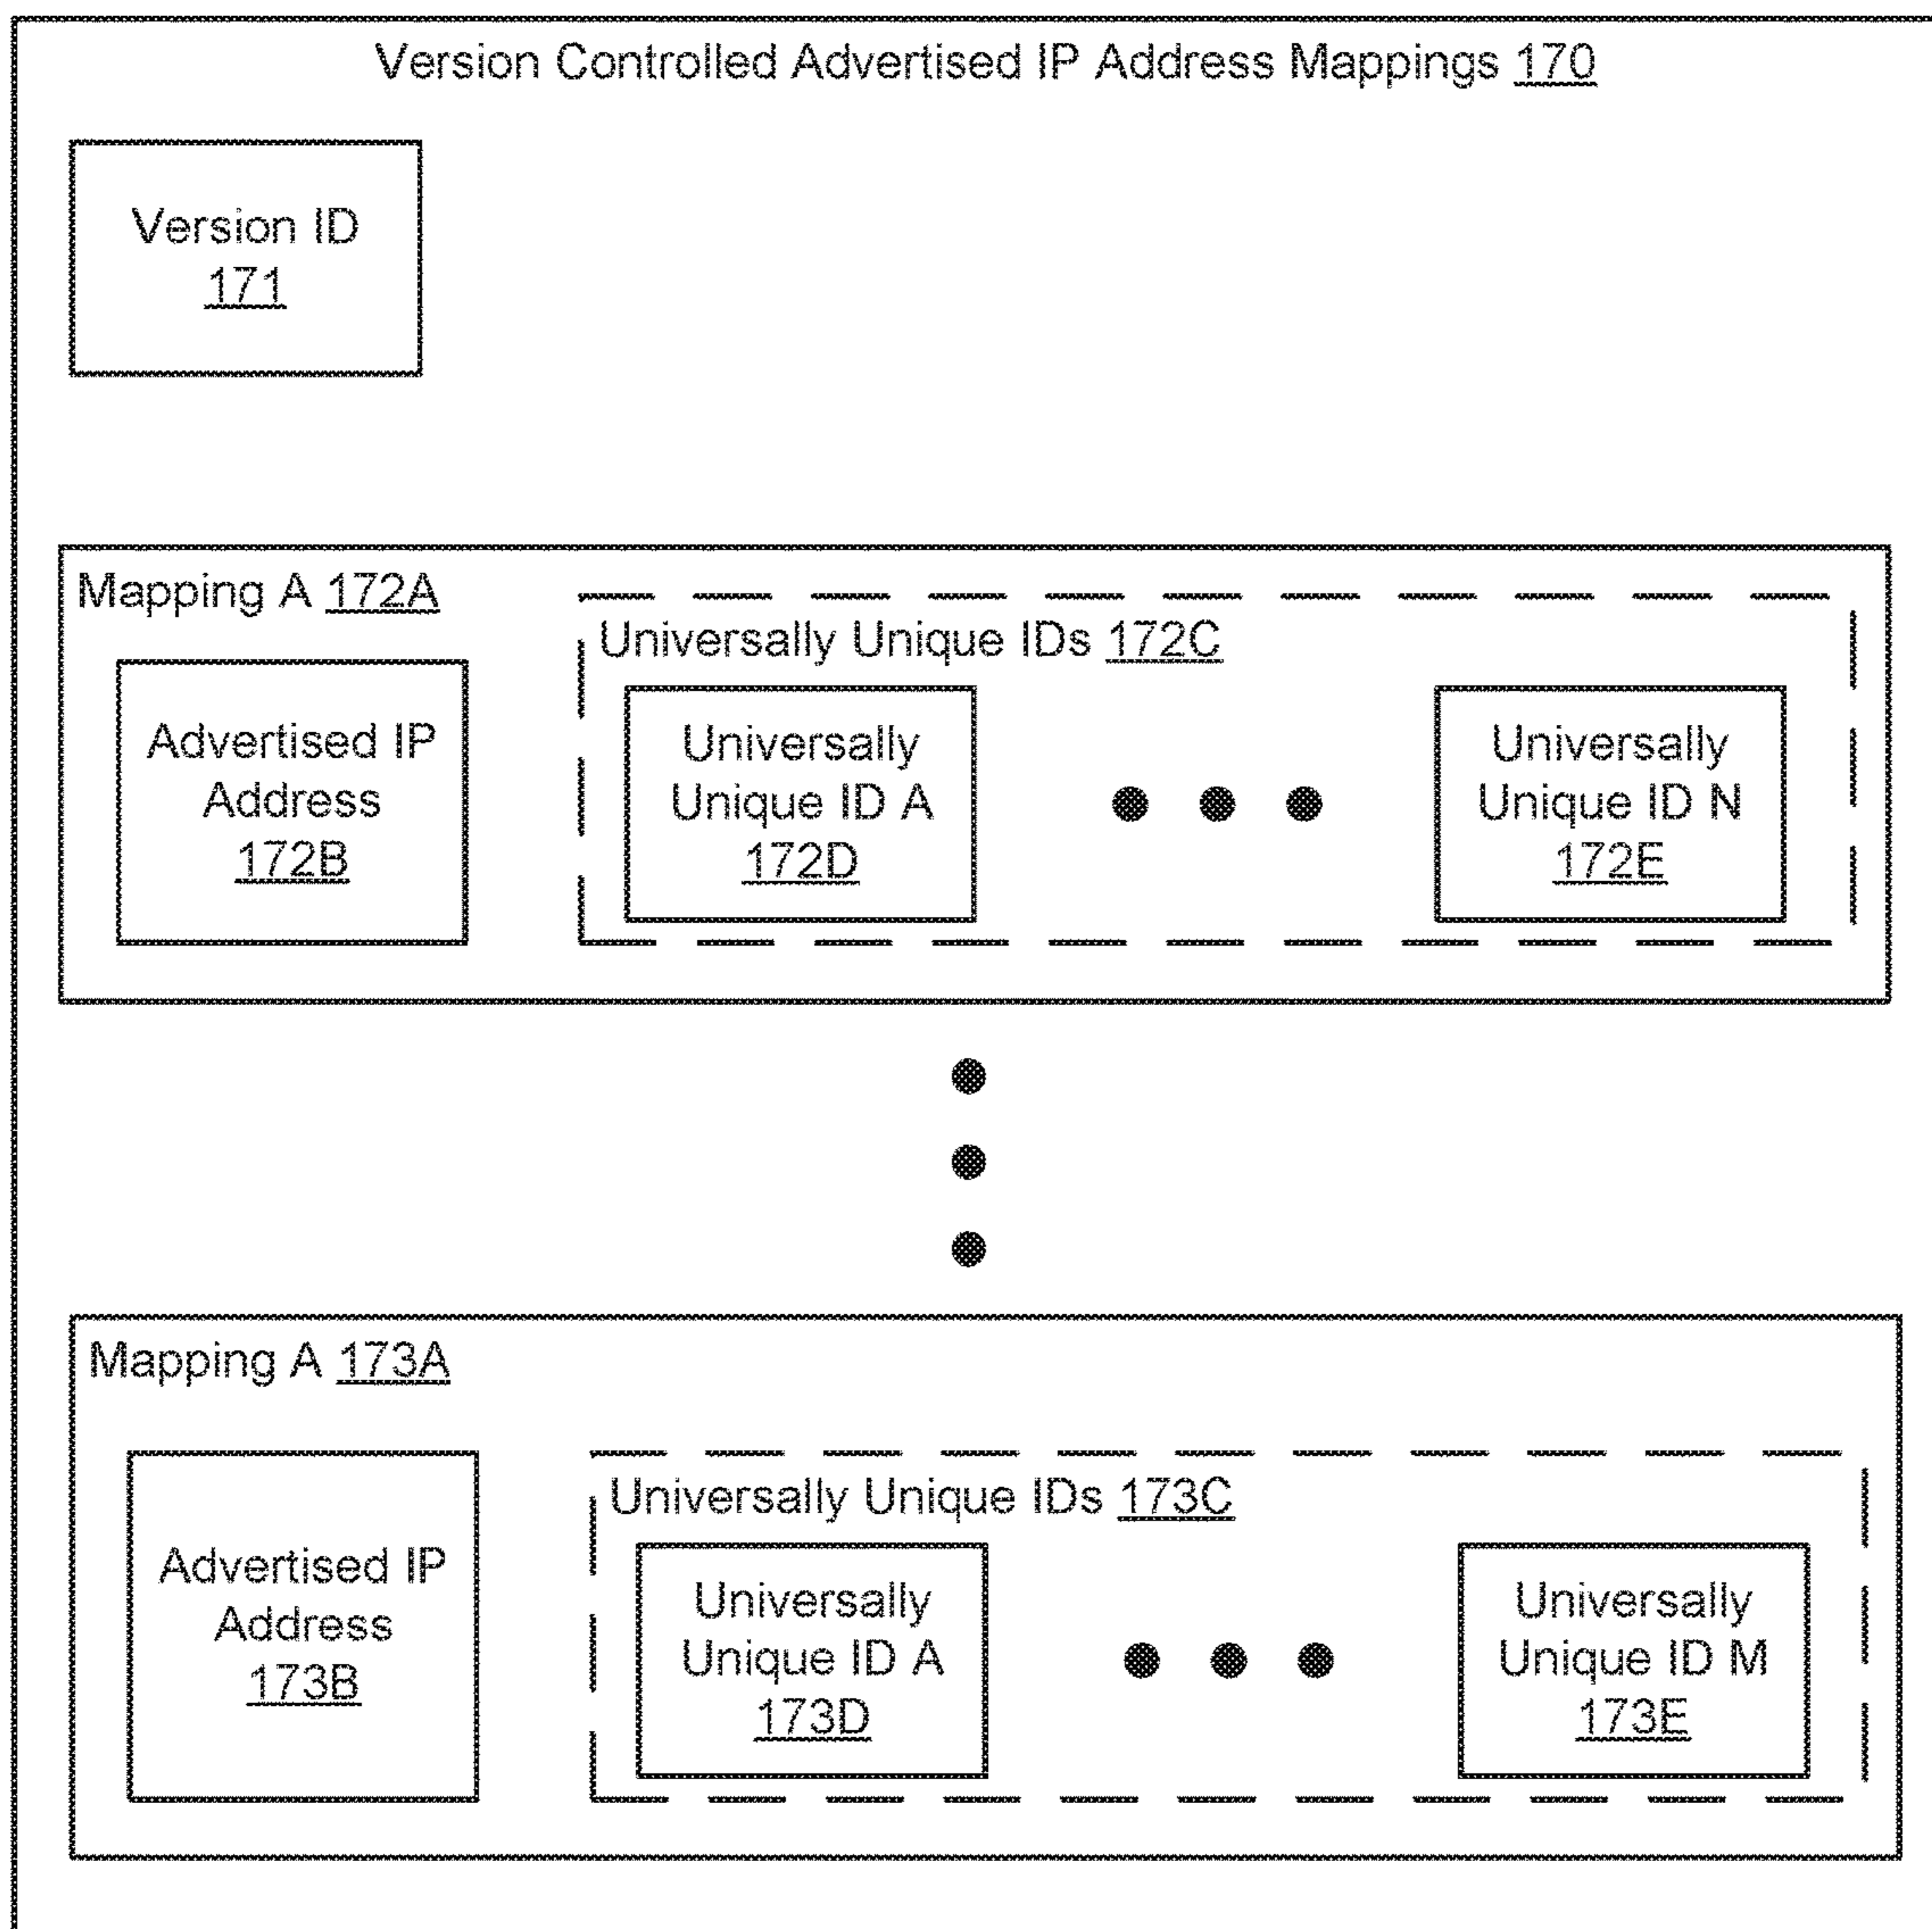 Version Controlled Advertised IP Address Mappings 170
Version ID
171
Mapping A 172A
Universally Unique IDs 172C
Advertised IP
Address
172B
Universally
Unique ID A
172D
Universally
Unique ID N
172E
Mapping A 173A
Universally Unique IDs 173C
Advertised IP
Address
173B
Universally
Unique ID A
173D
Universally
Unique ID M
173E